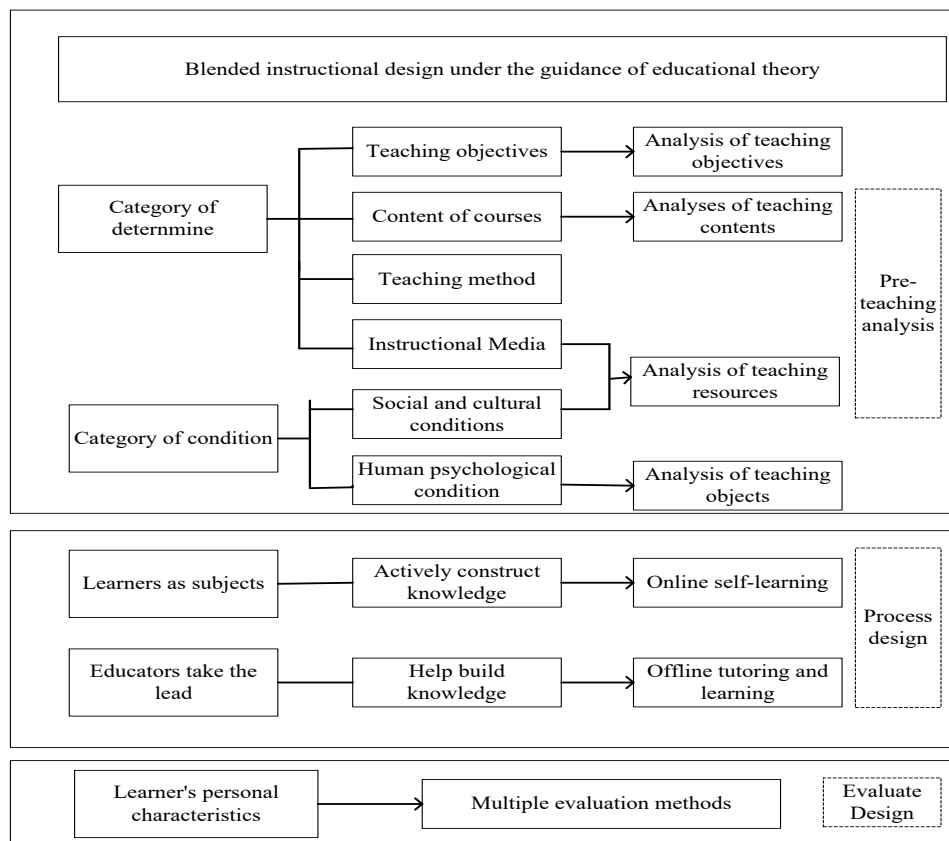 Blended instructional design under the guidance of educational theory
Teaching objectives
Analysis of teaching
objectives
Category of
deternmine
Content of courses
Analyses of teaching
contents
Teaching method
Pre-
teaching
analysis
Instructional Media
Analysis of teaching
resources
Category of condition
Social and cultural
conditions
Human psychological
condition
Analysis of teaching
objects
Learners as subjects
Actively construct
knowledge
Online self-learning
Process
design
Educators take the
lead
Help build
knowledge
Offline tutoring and
learning
Learner's personal
characteristics
Multiple evaluation methods
Evaluate
Design